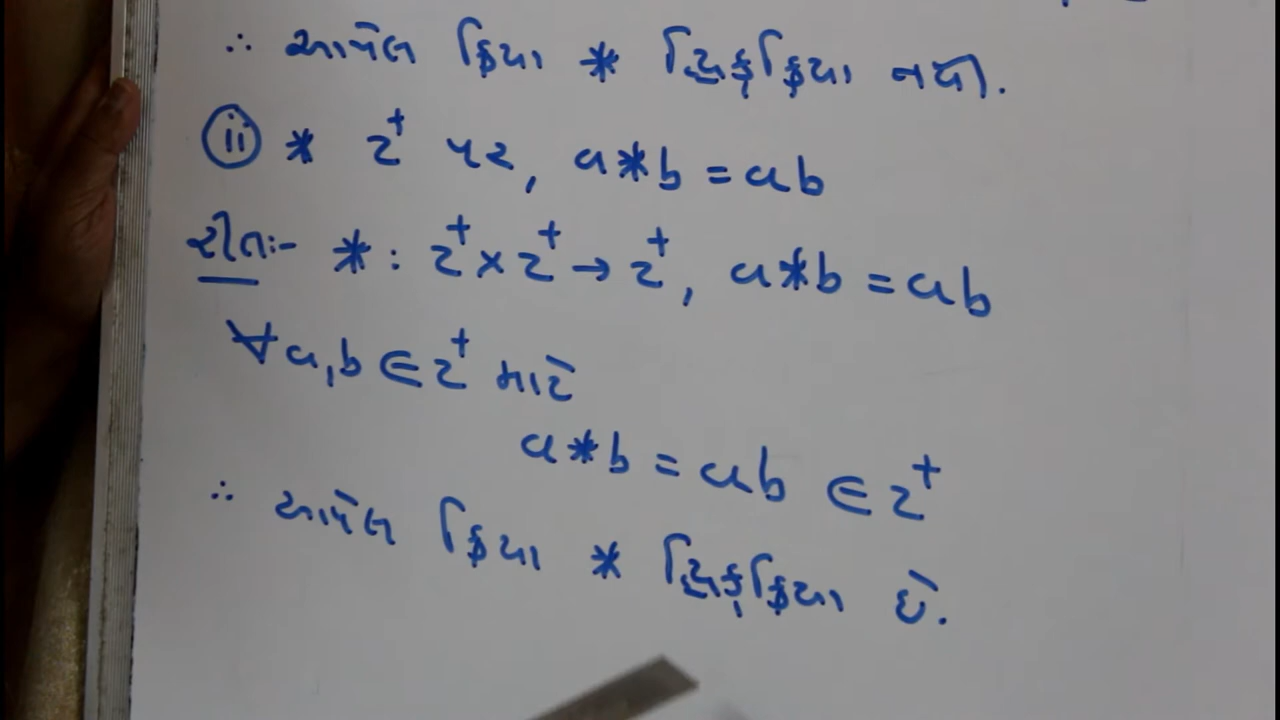 ∴ આપેલ ક્રિયા * દ્વિક્ક્રિયા નથી.
(ii) * z⁺ પર, a*b = ab
રીત:- * : z⁺ × z⁺ → z⁺, a*b = ab
∀ a,b ∈ z⁺ માટે
a*b = ab ∈ z⁺
∴ આપેલ ક્રિયા * દ્વિક્ક્રિયા છે.